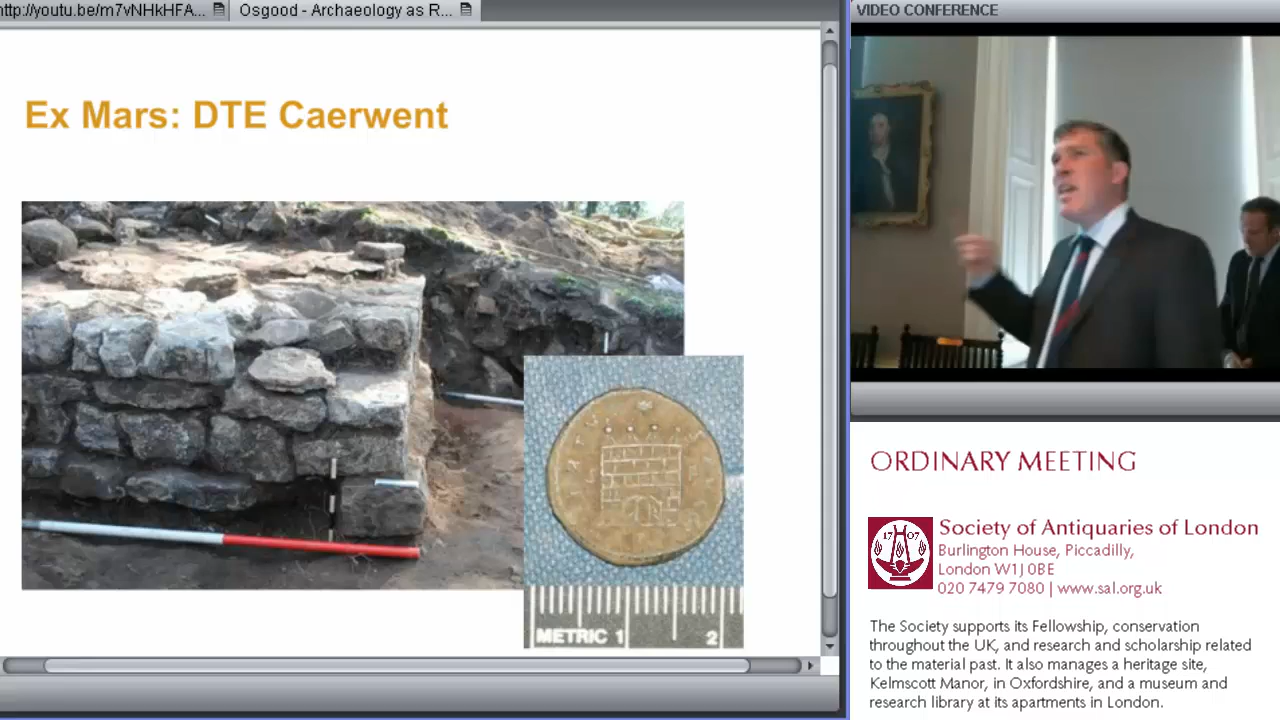 http://youtu.be/m7vNHkHFA...
Osgood - Archaeology as R...
VIDEO CONFERENCE
Ex Mars: DTE Caerwent
METRIC 1 2
ORDINARY MEETING
17 07
Society of Antiquaries of London
Burlington House, Piccadilly,
London W1J 0BE
020 7479 7080 | www.sal.org.uk
The Society supports its Fellowship, conservation
throughout the UK, and research and scholarship related
to the material past. It also manages a heritage site,
Kelmscott Manor, in Oxfordshire, and a museum and
research library at its apartments in London.